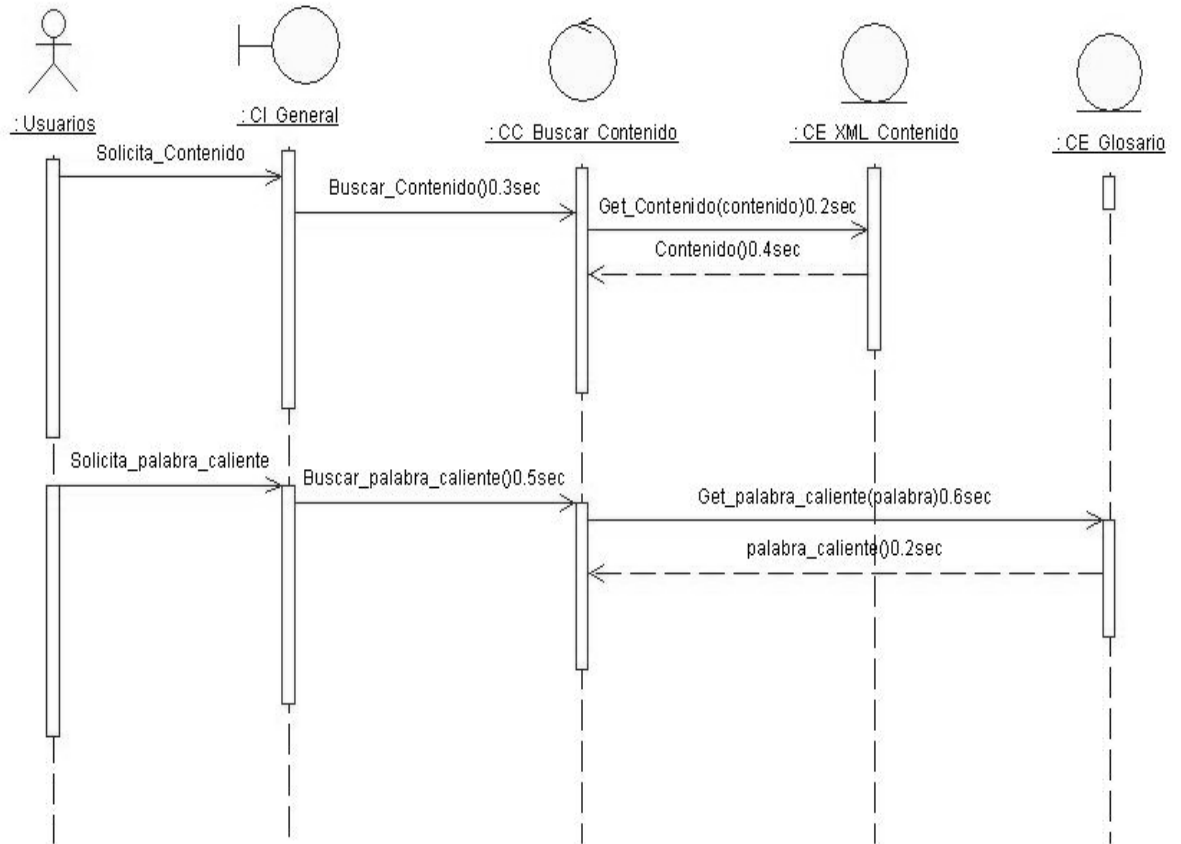 : Usuarios
: CI General
: CC Buscar Contenido
: CE XML Contenido
: CE Glosario
Solicita_Contenido
Buscar_Contenido()0.3sec
Get_Contenido(contenido)0.2sec
Contenido()0.4sec
Solicita_palabra_caliente
Buscar_palabra_caliente()0.5sec
Get_palabra_caliente(palabra)0.6sec
palabra_caliente()0.2sec